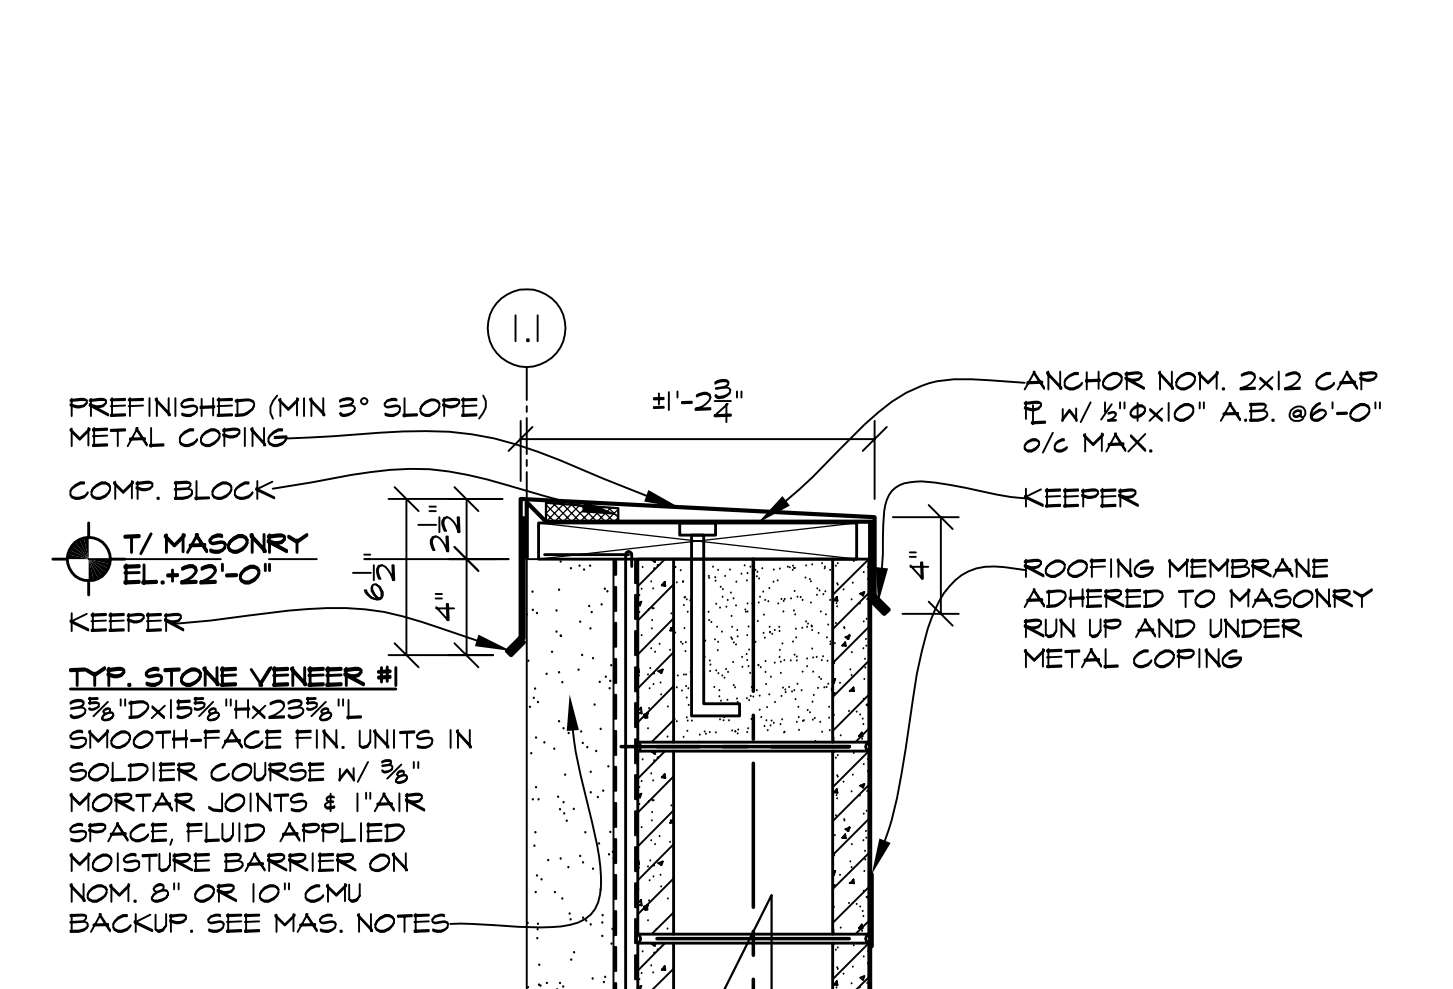 1.1
PREFINISHED (MIN 3° SLOPE)
METAL COPING
COMP. BLOCK
T/ MASONRY
EL.+22'-0"
KEEPER
TYP. STONE VENEER #1
3⅝"Dx15⅝"Hx23⅝"L
SMOOTH-FACE FIN. UNITS IN
SOLDIER COURSE w/ ⅜"
MORTAR JOINTS & 1"AIR
SPACE, FLUID APPLIED
MOISTURE BARRIER ON
NOM. 8" OR 10" CMU
BACKUP. SEE MAS. NOTES
6½"
2½"
4"
±1'-2¾"
4"
ANCHOR NOM. 2x12 CAP
℄ w/ ½"Φx10" A.B. @6'-0"
o/c MAX.
KEEPER
ROOFING MEMBRANE
ADHERED TO MASONRY
RUN UP AND UNDER
METAL COPING